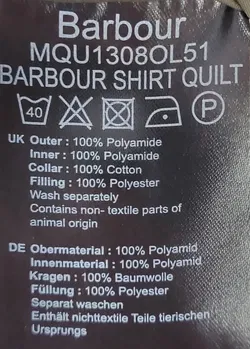 Barbour
MQU1308OL51
BARBOUR SHIRT QUILT
40 P
UK Outer : 100% Polyamide
Inner : 100% Polyamide
Collar : 100% Cotton
Filling : 100% Polyester
Wash separately
Contains non- textile parts of
animal origin
DE Obermaterial : 100% Polyamid
Innenmaterial : 100% Polyamid
Kragen : 100% Baumwolle
Füllung : 100% Polyester
Separat waschen
Enthält nichttextile Teile tierischen
Ursprungs